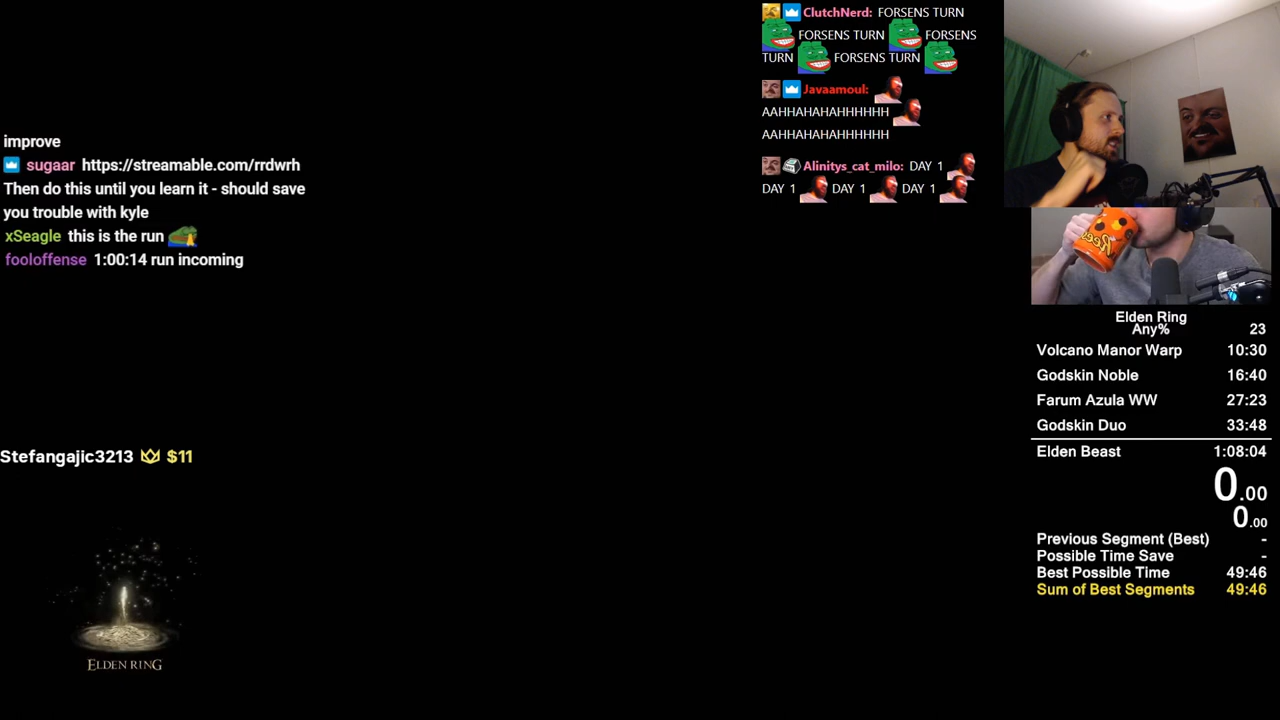 ClutchNerd: FORSENS TURN
FORSENS TURN FORSENS
TURN FORSENS TURN
Javaamoul:
AAHHAHAHAHHHHHH
AAHHAHAHAHHHHHH
Alinitys_cat_milo: DAY 1
DAY 1 DAY 1 DAY 1
improve
sugaar https://streamable.com/rrdwrh
Then do this until you learn it - should save
you trouble with kyle
xSeagle this is the run
fooloffense 1:00:14 run incoming
Stefangajic3213 $11
ELDEN RING
Elden Ring
Any% 23
Volcano Manor Warp 10:30
Godskin Noble 16:40
Farum Azula WW 27:23
Godskin Duo 33:48
Elden Beast 1:08:04
0.00
0.00
Previous Segment (Best) -
Possible Time Save -
Best Possible Time 49:46
Sum of Best Segments 49:46